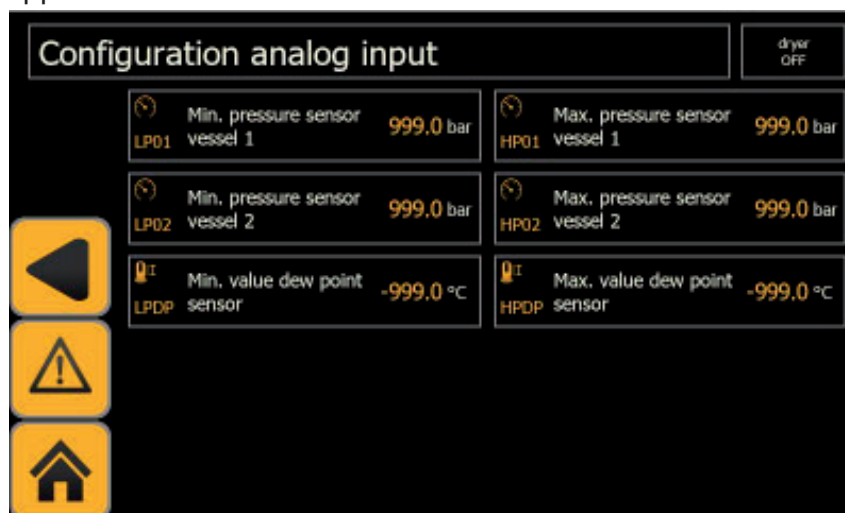 Configuration analog input
dryer
OFF
Min. pressure sensor
vessel 1
LP01
999.0 bar
Max. pressure sensor
vessel 1
HP01
999.0 bar
Min. pressure sensor
vessel 2
LP02
999.0 bar
Max. pressure sensor
vessel 2
HP02
999.0 bar
Min. value dew point
sensor
LPDP
-999.0 °C
Max. value dew point
sensor
HPDP
-999.0 °C